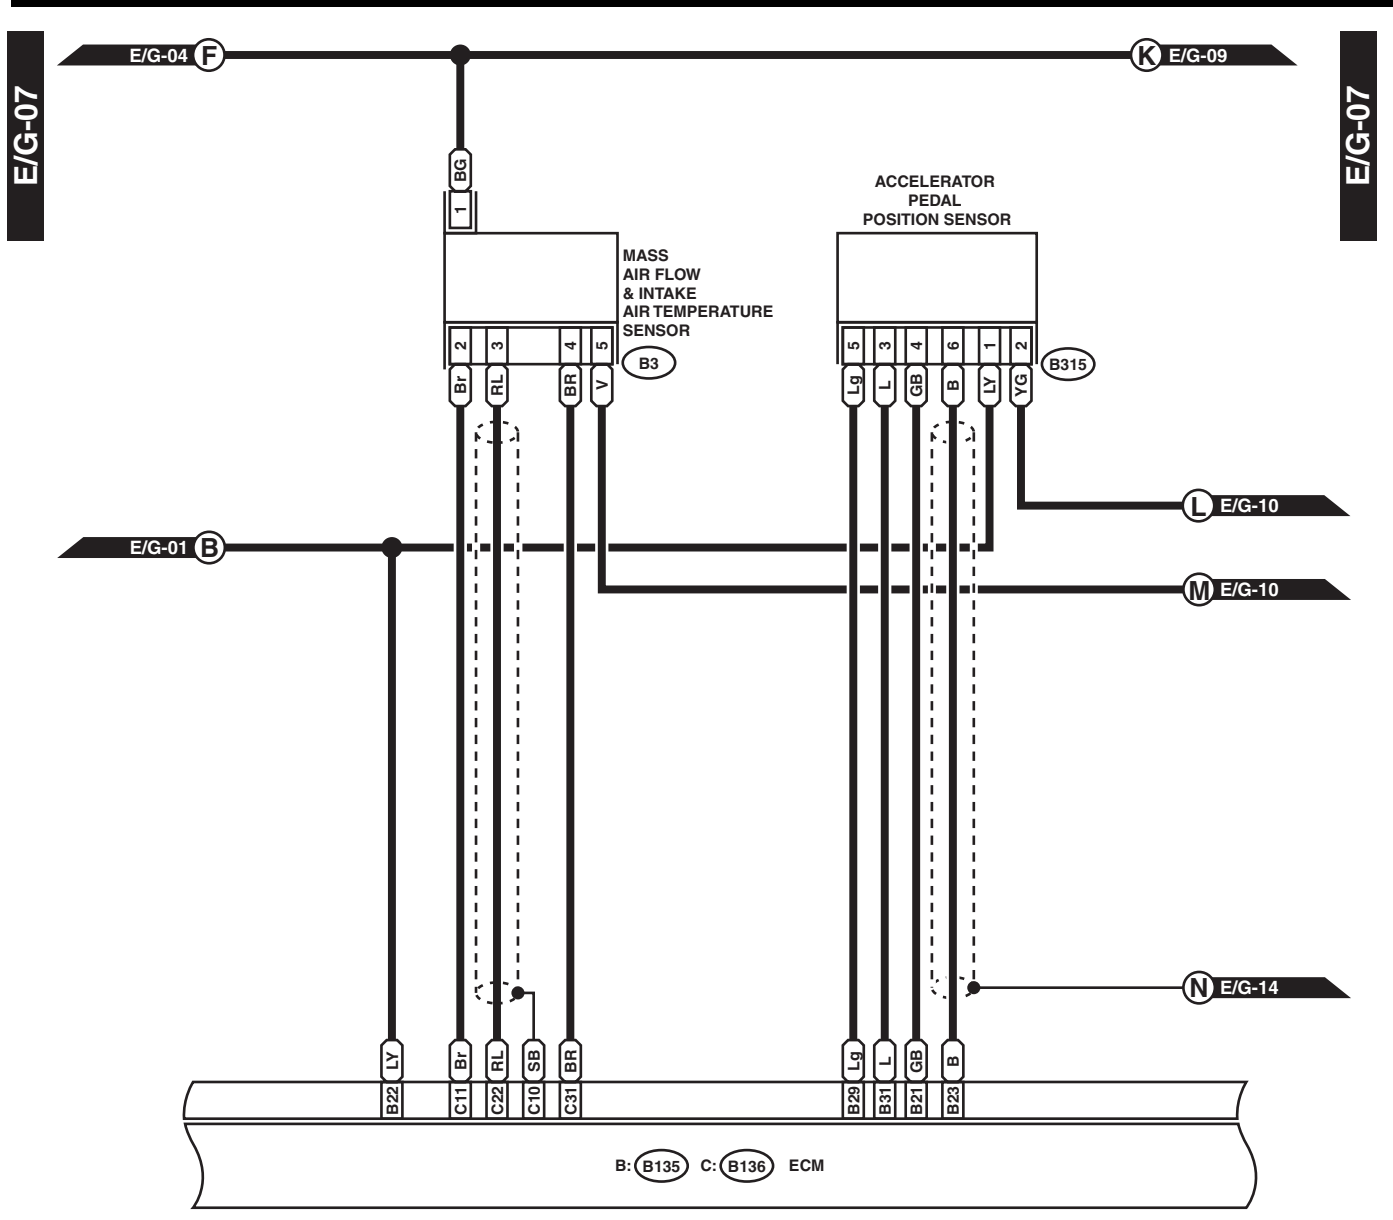 E/G-07
E/G-04 F
K E/G-09
E/G-07
BG
1
ACCELERATOR
PEDAL
POSITION SENSOR
MASS
AIR FLOW
& INTAKE
AIR TEMPERATURE
SENSOR
2 3 4 5
B3
5 3 4 6 1 2
B315
Br RL BR V
Lg L GB B LY YG
L E/G-10
E/G-01 B
M E/G-10
N E/G-14
LY Br RL SB BR Lg L GB B
B22 C11 C22 C10 C31 B29 B31 B21 B23
B: B135 C: B136 ECM